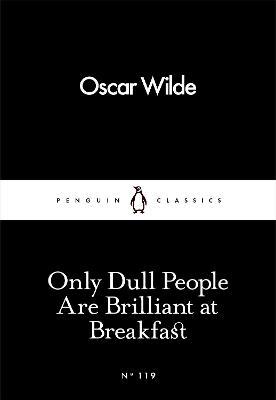 Oscar Wilde
PENGUIN CLASSICS
Only Dull People
Are Brilliant at
Breakfast
Nº 119